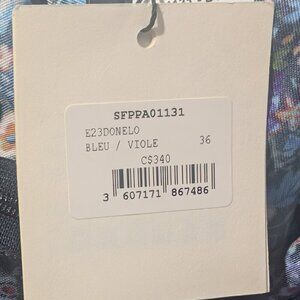 SFPPA01131
E23DONELO
BLEU / VIOLE 36
C$340
3 607171 867486